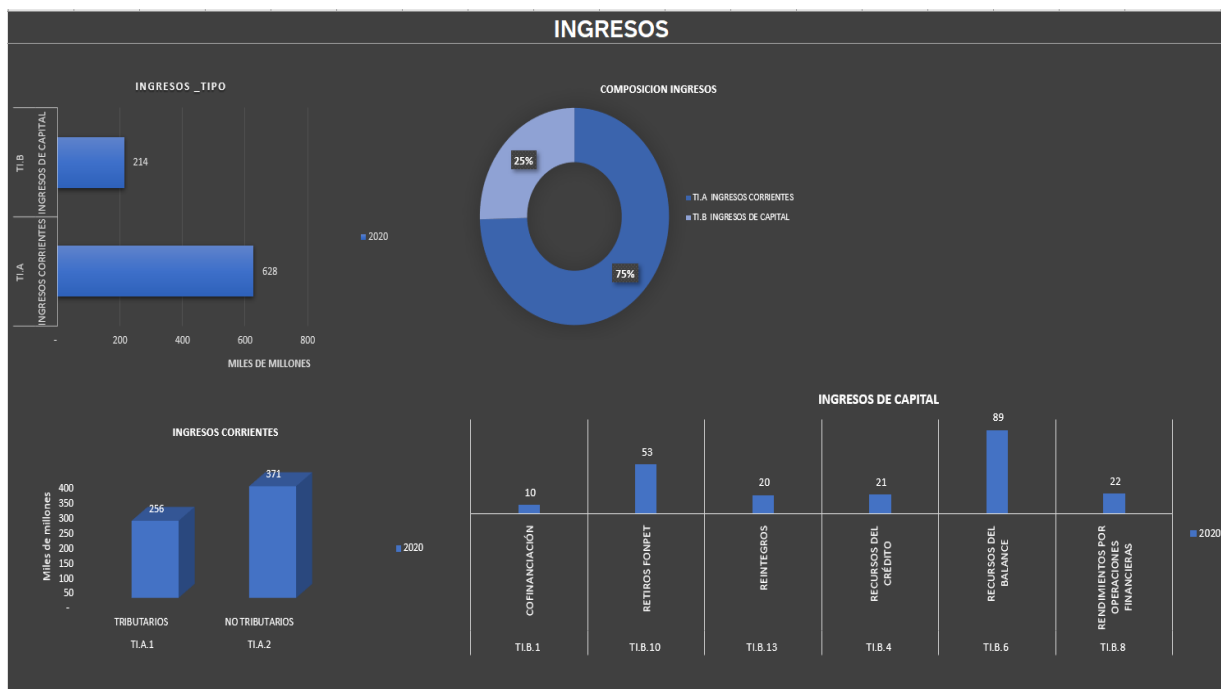 INGRESOS
INGRESOS _TIPO
TI.B
INGRESOS DE CAPITAL
214
TI.A
INGRESOS CORRIENTES
628
-
200
400
600
800
MILES DE MILLONES
2020
COMPOSICION INGRESOS
25%
75%
TI.A INGRESOS CORRIENTES
TI.B INGRESOS DE CAPITAL
INGRESOS CORRIENTES
Miles de millones
400
350
300
250
200
150
100
50
-
256
371
TRIBUTARIOS
NO TRIBUTARIOS
TI.A.1
TI.A.2
2020
INGRESOS DE CAPITAL
10
53
20
21
89
22
COFINANCIACIÓN
RETIROS FONPET
REINTEGROS
RECURSOS DEL
CRÉDITO
RECURSOS DEL
BALANCE
RENDIMIENTOS POR
OPERACIONES
FINANCIERAS
TI.B.1
TI.B.10
TI.B.13
TI.B.4
TI.B.6
TI.B.8
2020